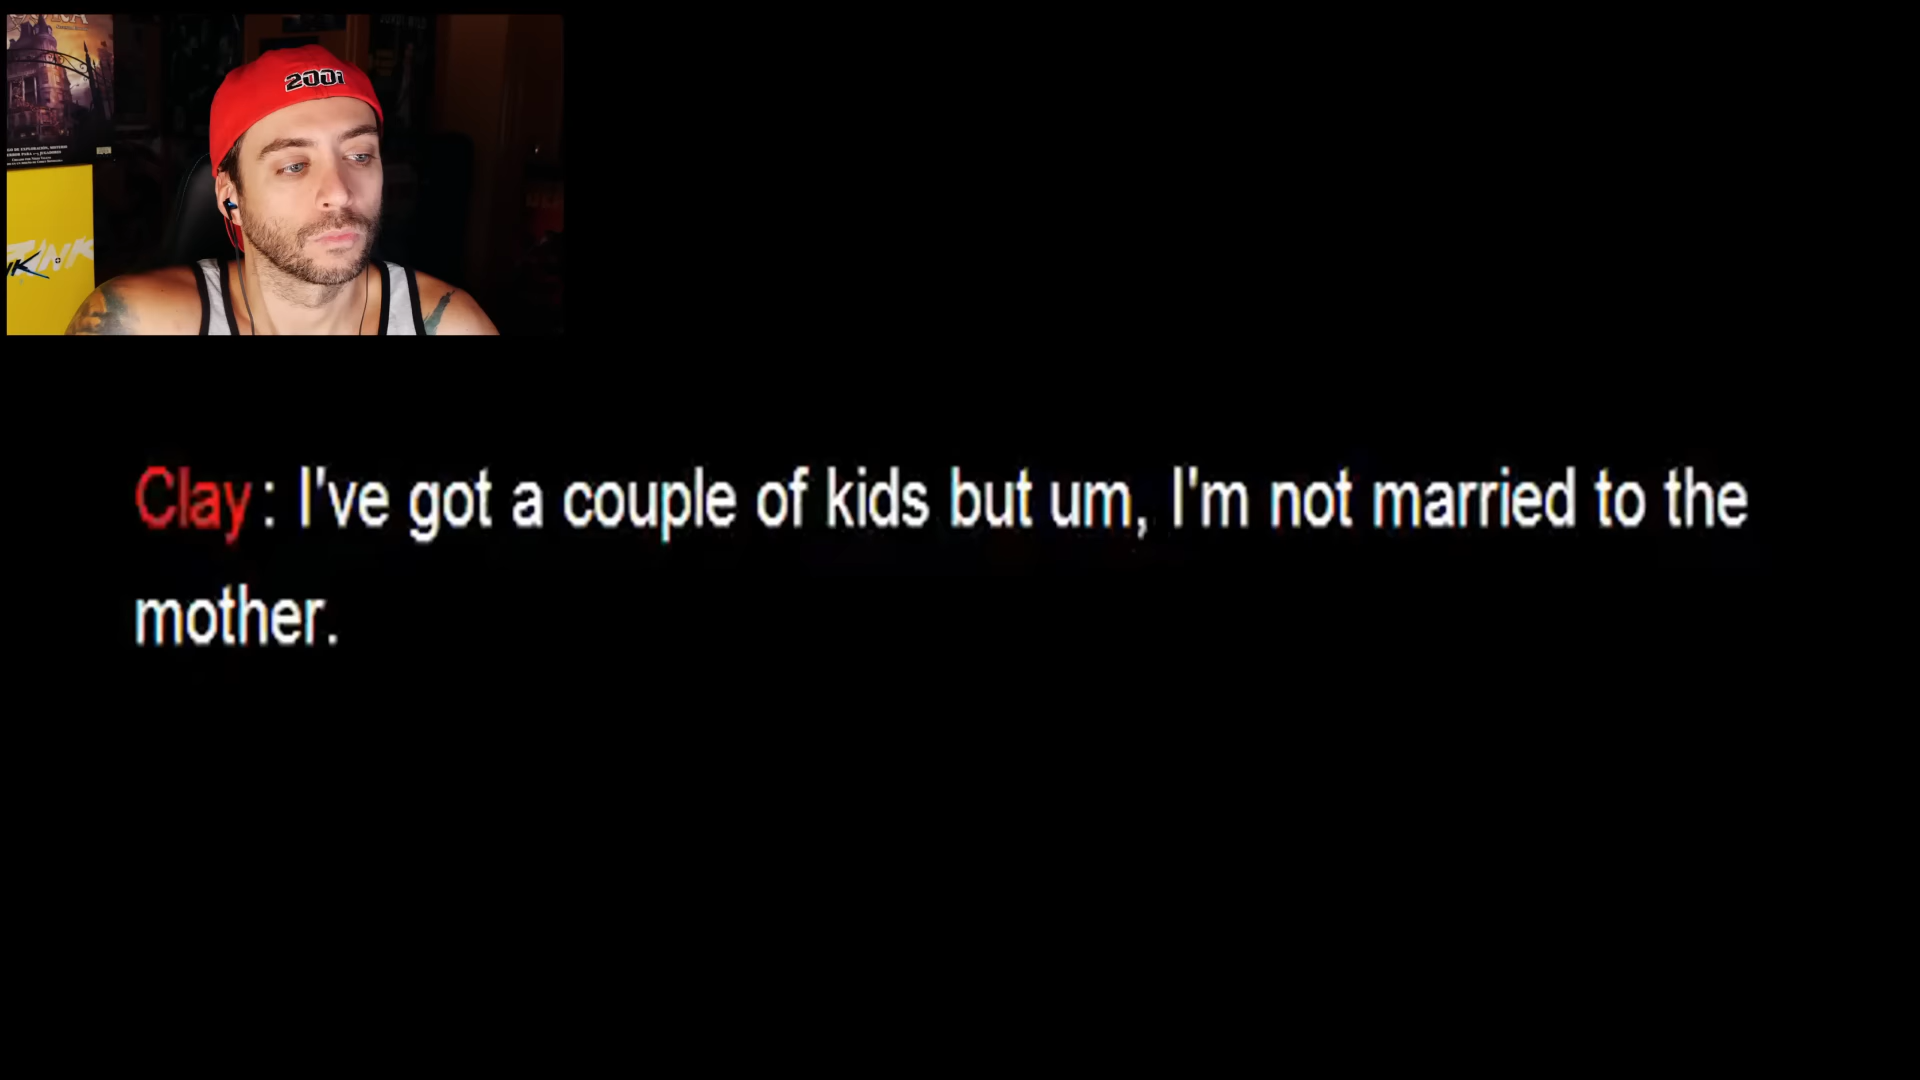 2001
Clay: I've got a couple of kids but um, I'm not married to the
mother.